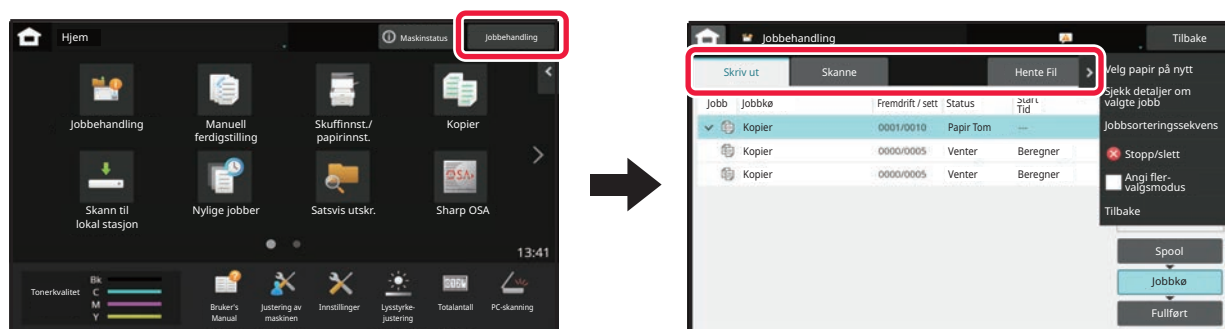 Hjem
Maskinstatus
Jobbehandling
Jobbehandling
Manuell
ferdigstilling
Skuffinnst./
papirinnst.
Kopier
Skann til
lokal stasjon
Nylige jobber
Satsvis utskr.
Sharp OSA
13:41
Tonerkvalitet
Bk
C
M
Y
Bruker's
Manual
Justering av
maskinen
Innstillinger
Lysstyrke-
justering
Totalantall
PC-skanning
Jobbehandling
Tilbake
Skriv ut
Skanne
Hente Fil
Velg papir på nytt
Sjekk detaljer om
valgte jobb
Jobbsorteringssekvens
Stopp/slett
Angi fler-
valgsmodus
Tilbake
Jobb Jobbkø Fremdrift / sett Status Start
Tid
Kopier 0001/0010 Papir Tom ---
Kopier 0000/0005 Venter Beregner
Kopier 0000/0005 Venter Beregner
Spool
Jobbkø
Fullført